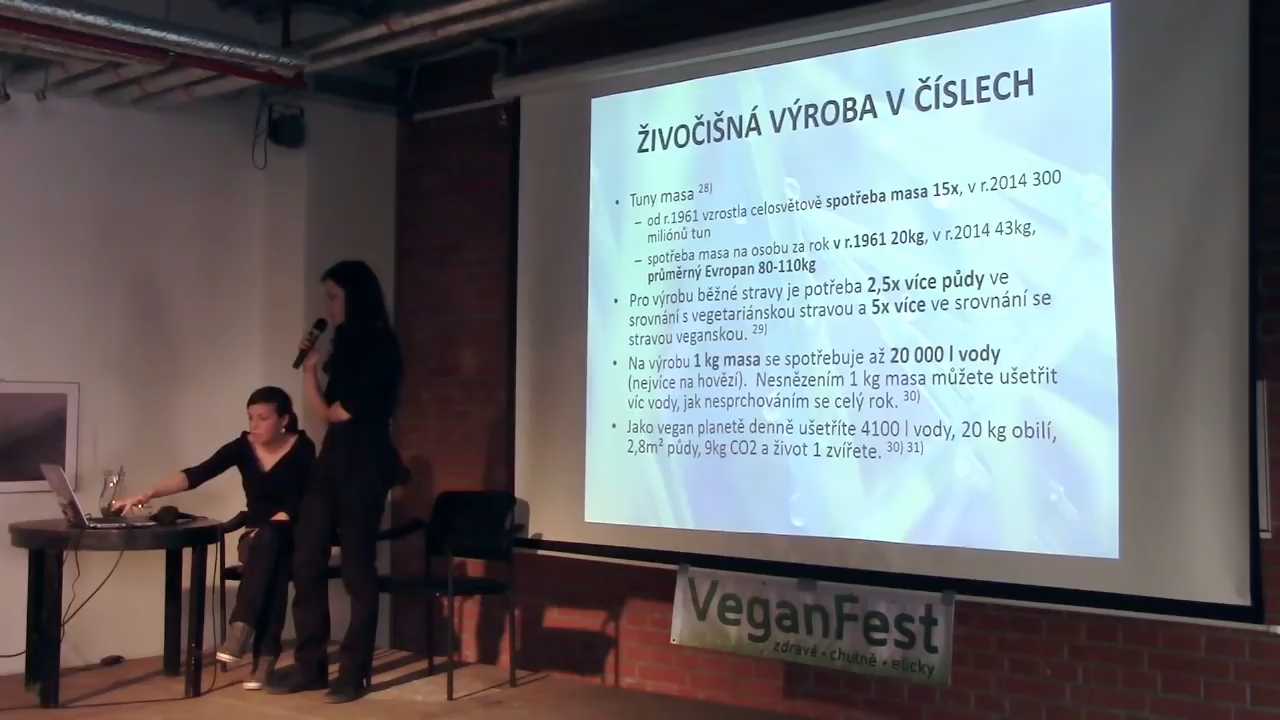 ŽIVOČIŠNÁ VÝROBA V ČÍSLECH
• Tuny masa 28)
– od r.1961 vzrostla celosvětově spotřeba masa 15x, v r.2014 300
miliónů tun
– spotřeba masa na osobu za rok v r.1961 20kg, v r.2014 43kg,
průměrný Evropan 80-110kg
• Pro výrobu běžné stravy je potřeba 2,5x více půdy ve
srovnání s vegetariánskou stravou a 5x více ve srovnání se
stravou veganskou. 29)
• Na výrobu 1 kg masa se spotřebuje až 20 000 l vody
(nejvíce na hovězí). Nesnězením 1 kg masa můžete ušetřit
víc vody, jak nesprchováním se celý rok. 30)
• Jako vegan planetě denně ušetříte 4100 l vody, 20 kg obilí,
2,8m² půdy, 9kg CO2 a život 1 zvířete. 30) 31)
VeganFest
zdravě • chutně • eticky